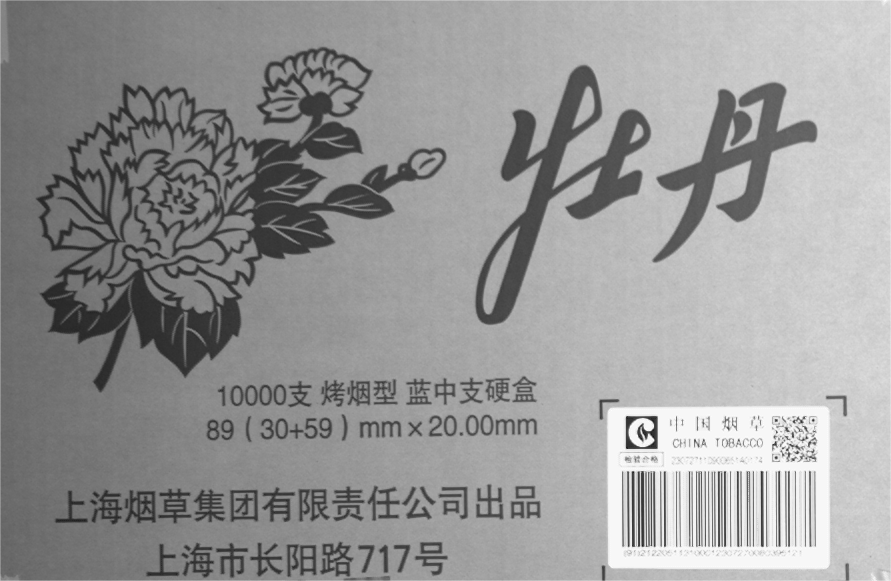 牡丹
10000支 烤烟型 蓝中支硬盒
89（30+59）mm×20.00mm
上海烟草集团有限责任公司出品
上海市长阳路717号
中国烟草
CHINA TOBACCO
检验合格